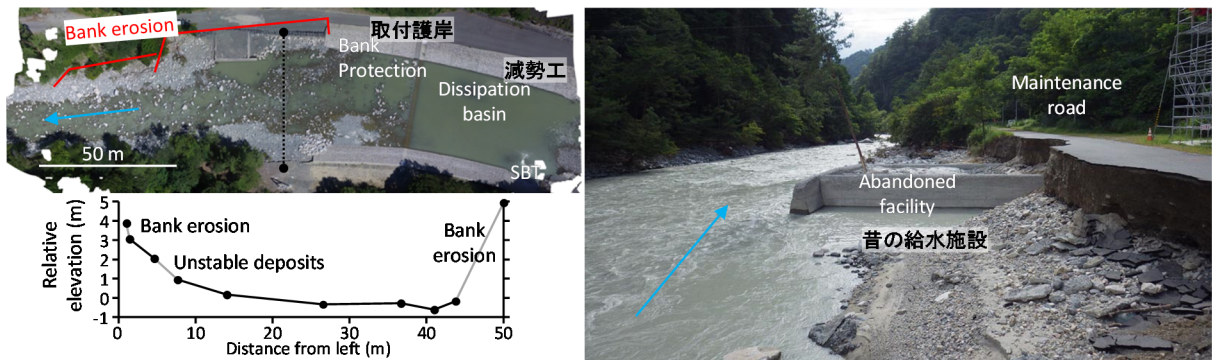 Bank erosion
取付護岸
Bank
Protection
減勢工
Dissipation
basin
50 m
SBT
Relative
elevation (m)
5
4
3
2
1
0
-1
Bank erosion
Unstable deposits
Bank
erosion
0
10
20
30
40
50
Distance from left (m)
Maintenance
road
Abandoned
facility
昔の給水施設